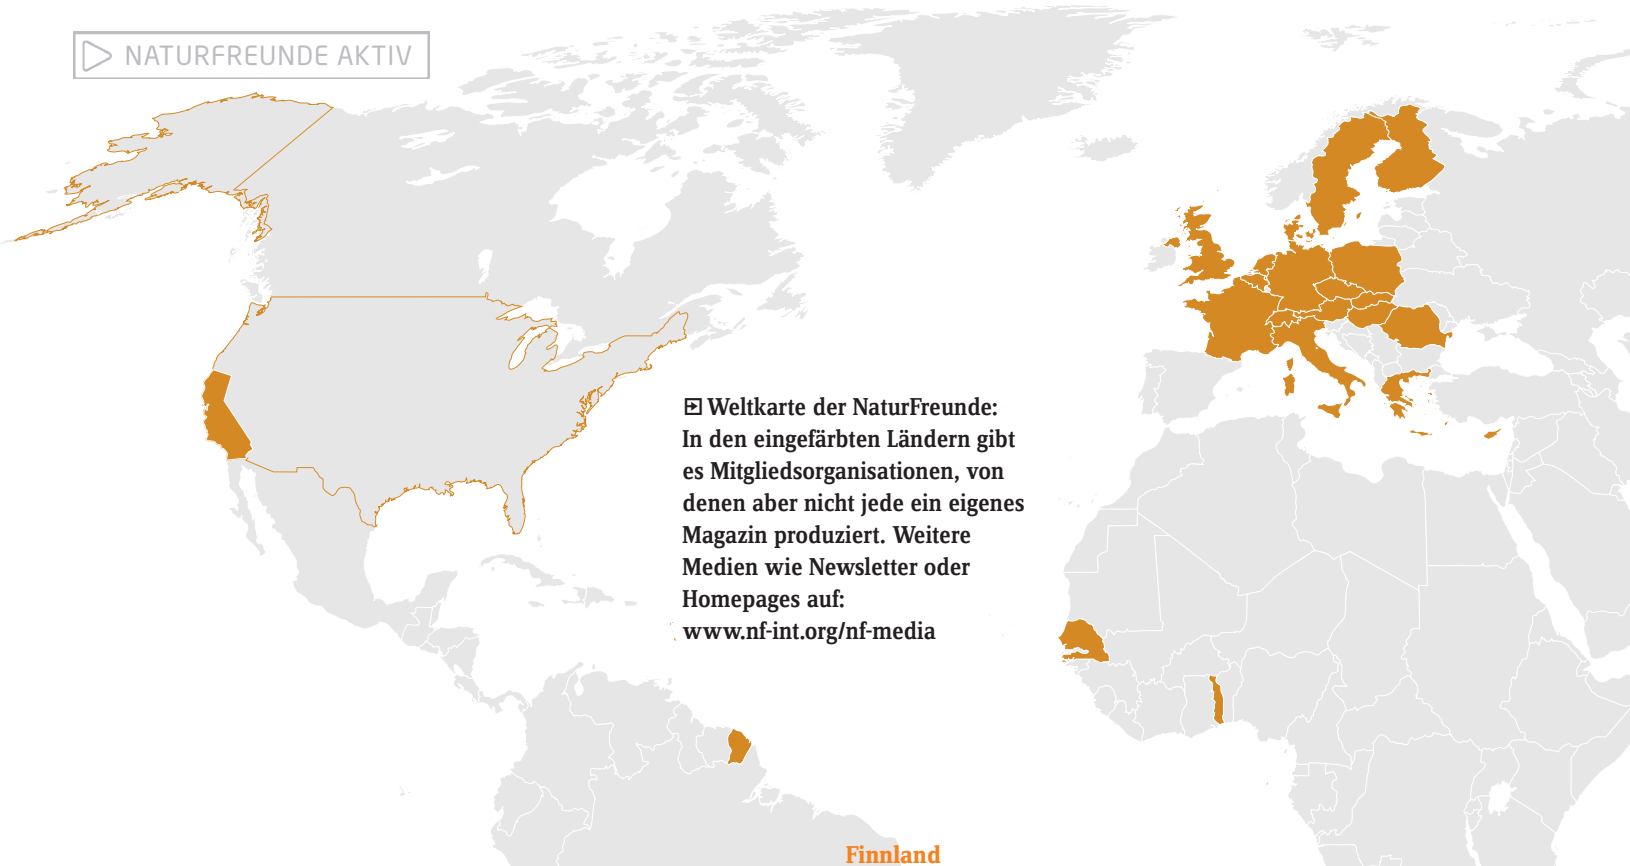 NATURFREUNDE AKTIV
Weltkarte der NaturFreunde:
In den eingefärbten Ländern gibt
es Mitgliedsorganisationen, von
denen aber nicht jede ein eigenes
Magazin produziert. Weitere
Medien wie Newsletter oder
Homepages auf:
www.nf-int.org/nf-media
Finnland